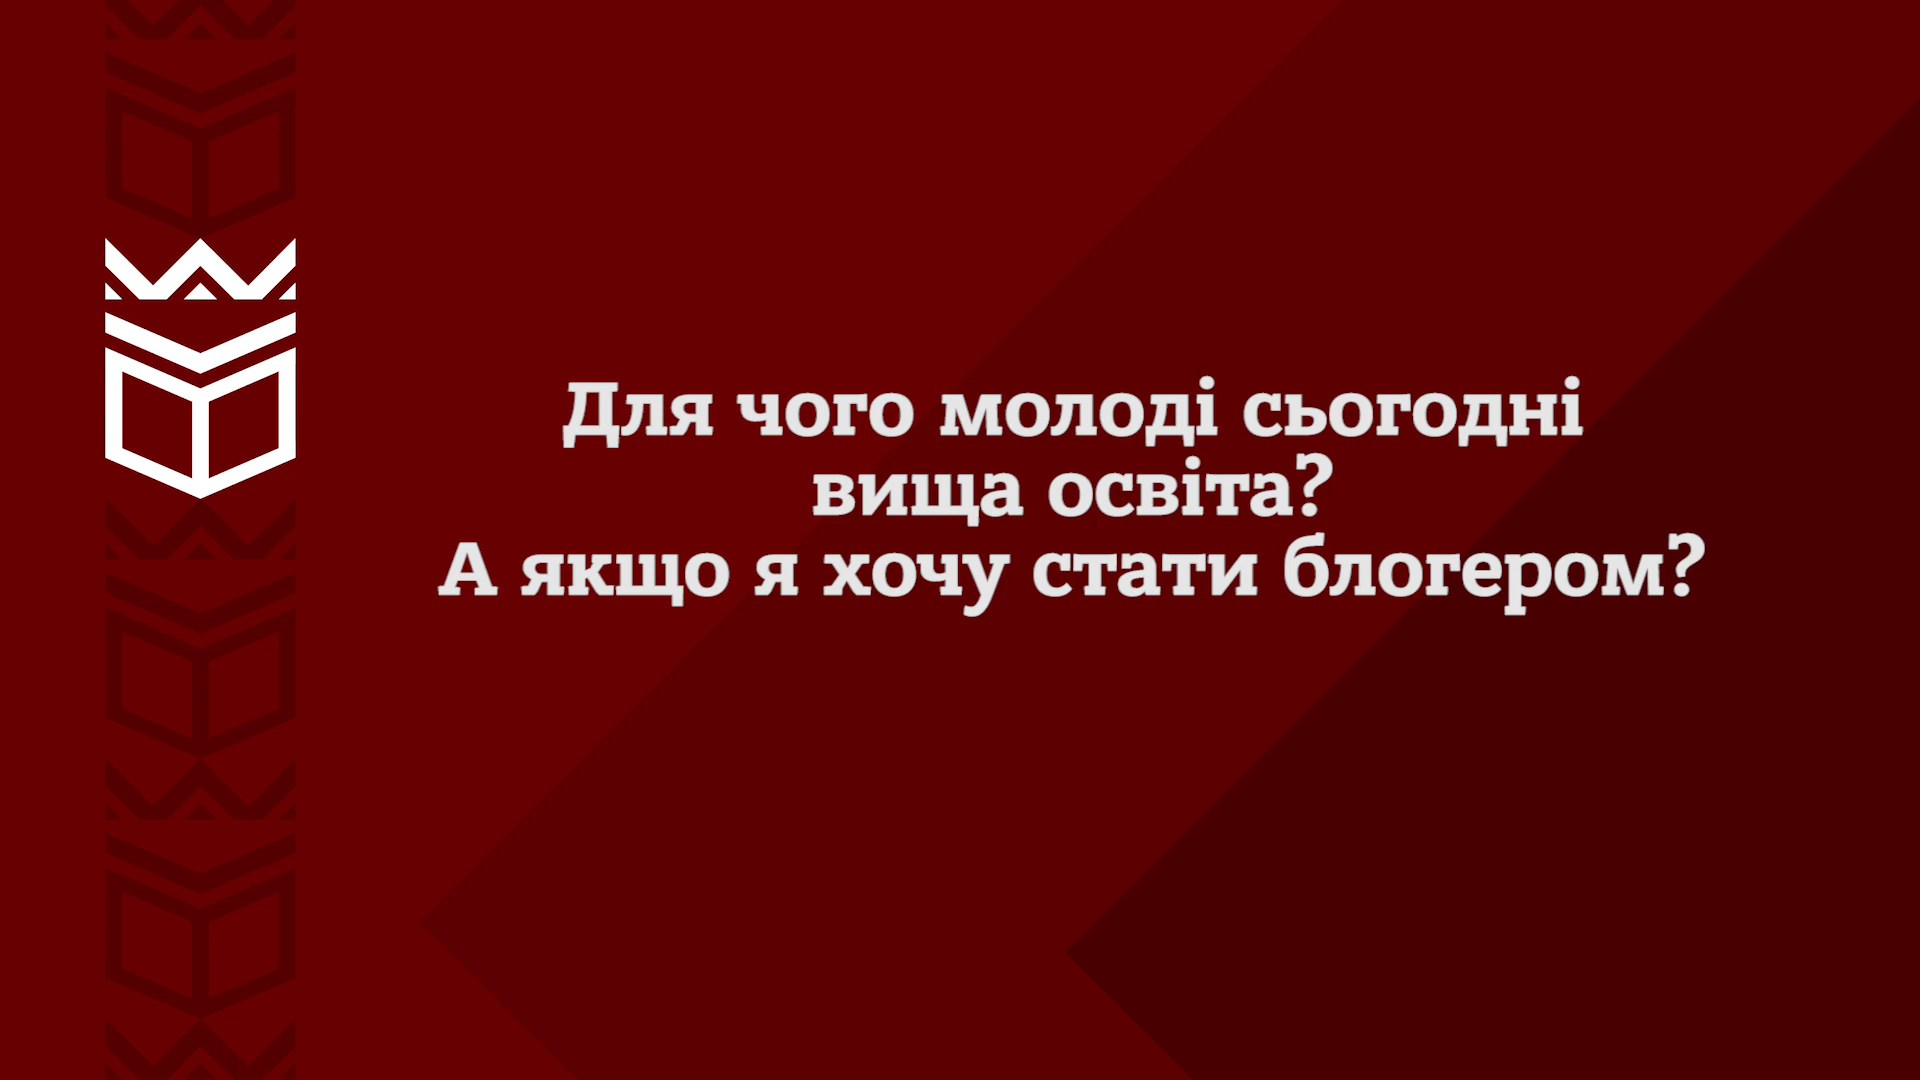 Для чого молоді сьогодні
вища освіта?
А якщо я хочу стати блогером?